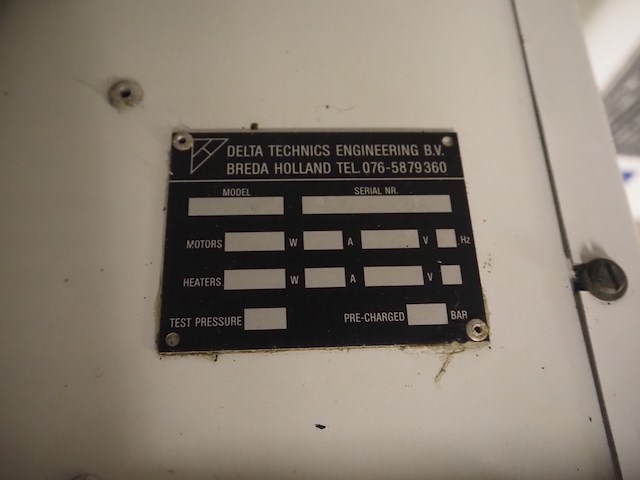 DELTA TECHNICS ENGINEERING B.V.
BREDA HOLLAND TEL.076-5879360
MODEL SERIAL NR.
MOTORS W A V Hz
HEATERS W A V
TEST PRESSURE PRE-CHARGED BAR